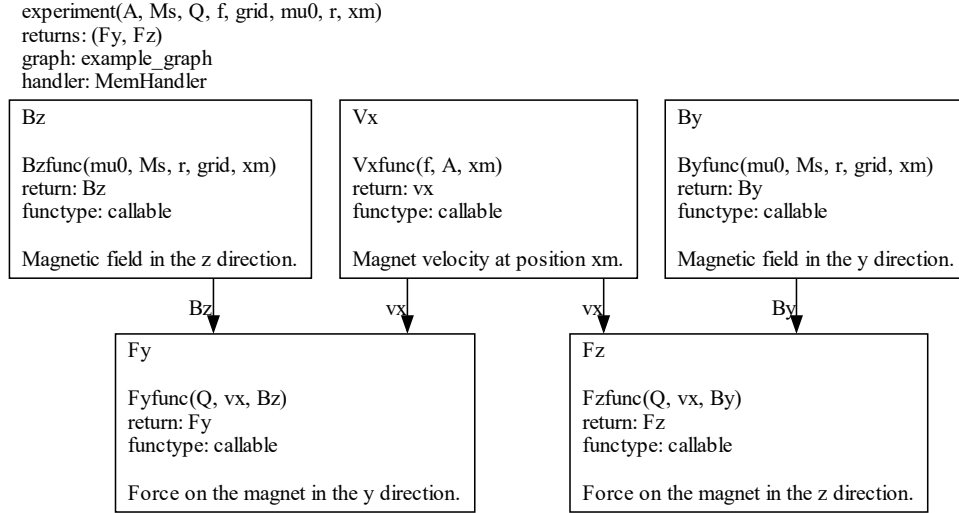 experiment(A, Ms, Q, f, grid, mu0, r, xm)
returns: (Fy, Fz)
graph: example_graph
handler: MemHandler
Bz
Bzfunc(mu0, Ms, r, grid, xm)
return: Bz
functype: callable
Magnetic field in the z direction.
Vx
Vxfunc(f, A, xm)
return: vx
functype: callable
Magnet velocity at position xm.
By
Byfunc(mu0, Ms, r, grid, xm)
return: By
functype: callable
Magnetic field in the y direction.
Bz
vx
vx
By
Fy
Fyfunc(Q, vx, Bz)
return: Fy
functype: callable
Force on the magnet in the y direction.
Fz
Fzfunc(Q, vx, By)
return: Fz
functype: callable
Force on the magnet in the z direction.